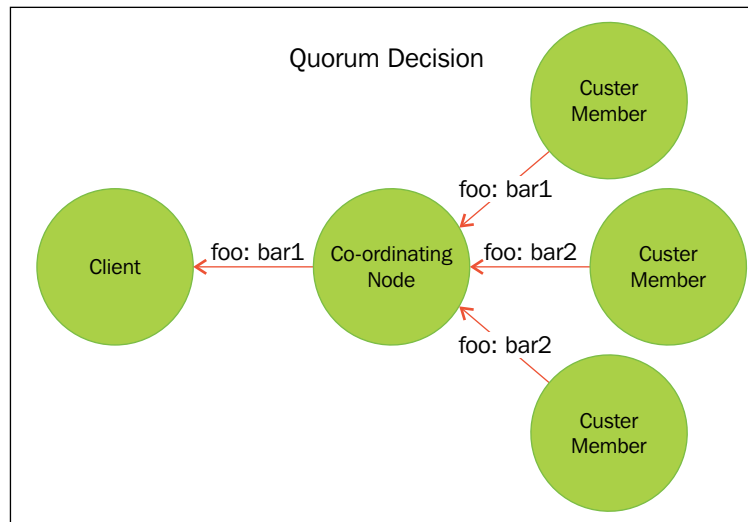 Quorum Decision
Custer
Member
foo: bar1
Client
foo: bar1
Co-ordinating
Node
foo: bar2
Custer
Member
foo: bar2
Custer
Member